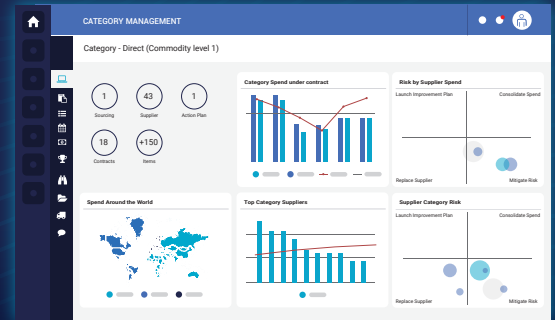 CATEGORY MANAGEMENT
Category - Direct (Commodity level 1)
1
Sourcing
43
Supplier
1
Action Plan
18
Contracts
+150
Items
Category Spend under contract
Risk by Supplier Spend
Launch Improvement Plan
Consolidate Spend
Replace Supplier
Mitigate Risk
Spend Around the World
Top Category Suppliers
Supplier Category Risk
Launch Improvement Plan
Consolidate Spend
Replace Supplier
Mitigate Risk